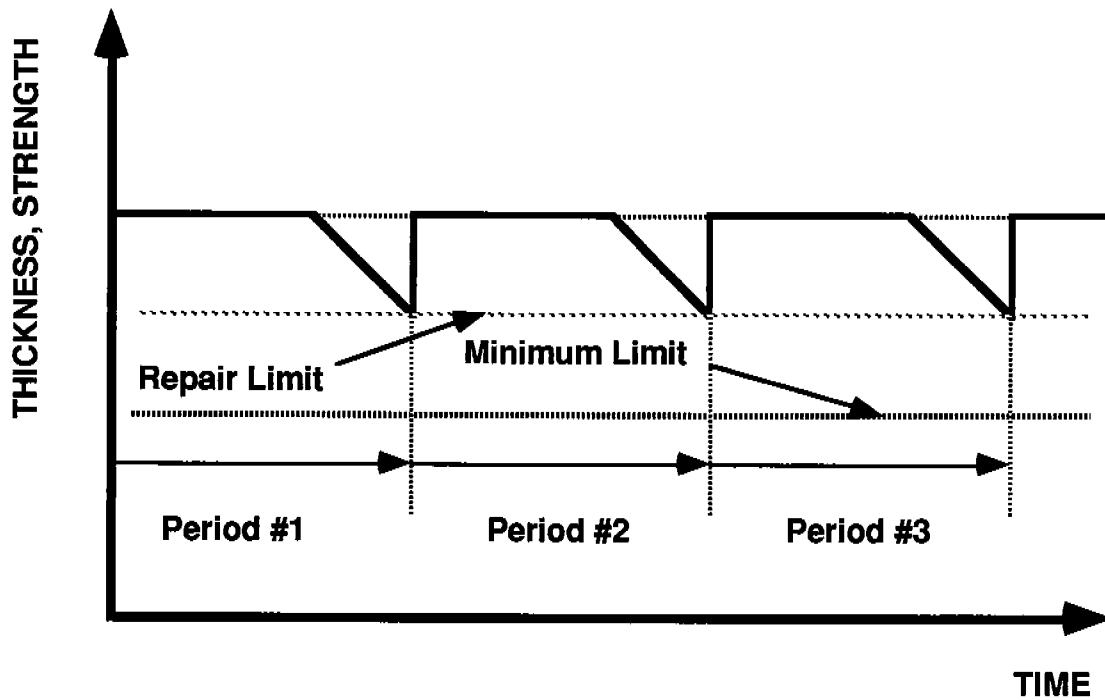 THICKNESS, STRENGTH
Repair Limit
Minimum Limit
Period #1
Period #2
Period #3
TIME